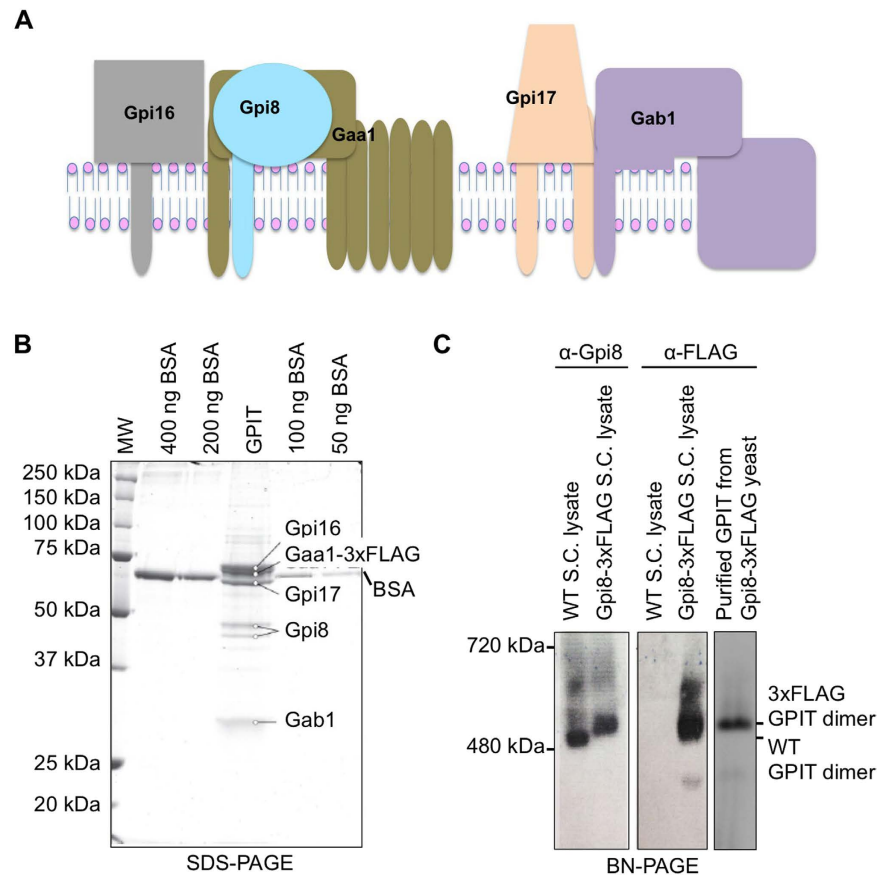 A
Gpi16
Gpi8
Gaa1
Gpi17
Gab1
B
MW
400 ng BSA
200 ng BSA
GPIT
100 ng BSA
50 ng BSA
250 kDa
150 kDa
100 kDa
75 kDa
50 kDa
37 kDa
25 kDa
20 kDa
Gpi16
Gaa1-3xFLAG
BSA
Gpi17
Gpi8
Gab1
SDS-PAGE
C
α-Gpi8
α-FLAG
WT S.C. lysate
Gpi8-3xFLAG S.C. lysate
WT S.C. lysate
Gpi8-3xFLAG S.C. lysate
Purified GPIT from
Gpi8-3xFLAG yeast
720 kDa
480 kDa
3xFLAG
GPIT dimer
WT
GPIT dimer
BN-PAGE